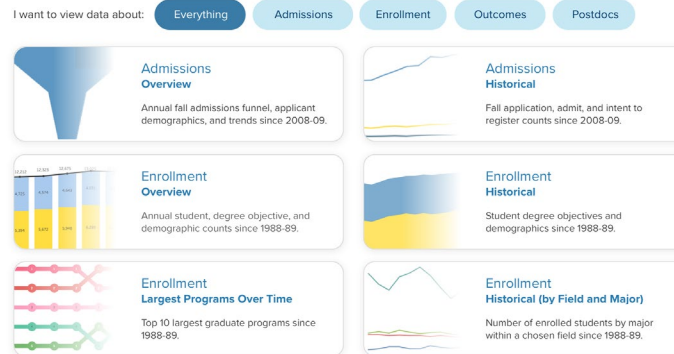 I want to view data about: Everything Admissions Enrollment Outcomes Postdocs
Admissions
Overview
Annual fall admissions funnel, applicant
demographics, and trends since 2008-09.
Admissions
Historical
Fall application, admit, and intent to
register counts since 2008-09.
Enrollment
Overview
Annual student, degree objective, and
demographic counts since 1988-89.
Enrollment
Historical
Student degree objectives and
demographics since 1988-89.
Enrollment
Largest Programs Over Time
Top 10 largest graduate programs since
1988-89.
Enrollment
Historical (by Field and Major)
Number of enrolled students by major
within a chosen field since 1988-89.